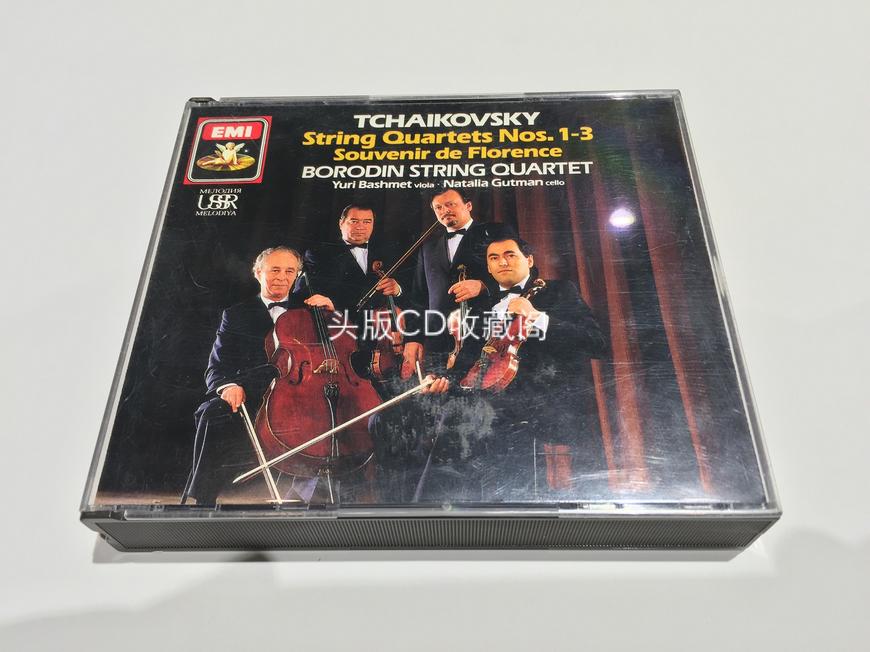 TCHAIKOVSKY
EMI
String Quartets Nos. 1-3
Souvenir de Florence
BORODIN STRING QUARTET
Yuri Bashmet viola · Natalia Gutman cello
МЕЛОДИЯ
USSR
MELODIYA
头版CD收藏阁